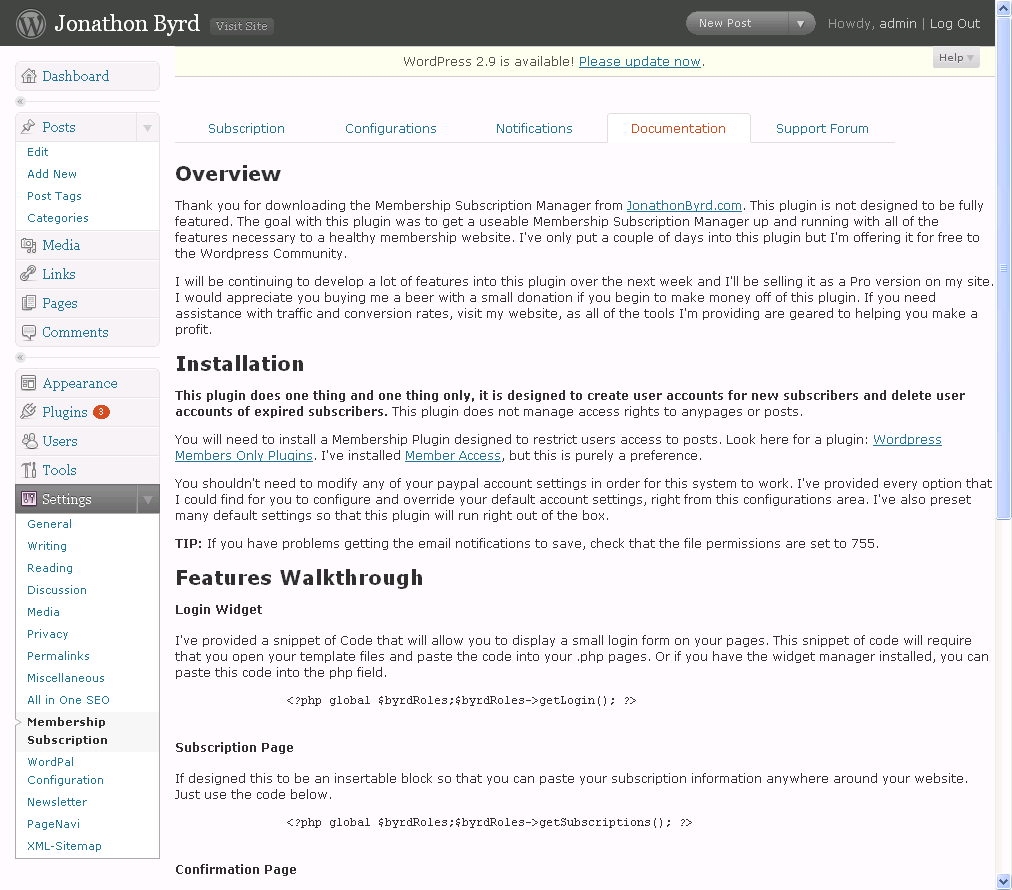 Jonathon Byrd
Visit Site
New Post
Howdy, admin | Log Out
WordPress 2.9 is available! Please update now.
Help
Dashboard
Posts
Edit
Add New
Post Tags
Categories
Media
Links
Pages
Comments
Appearance
Plugins 3
Users
Tools
Settings
General
Writing
Reading
Discussion
Media
Privacy
Permalinks
Miscellaneous
All in One SEO
Membership
Subscription
WordPal
Configuration
Newsletter
PageNavi
XML-Sitemap
Subscription
Configurations
Notifications
Documentation
Support Forum
Overview
Thank you for downloading the Membership Subscription Manager from JonathonByrd.com. This plugin is not designed to be fully
featured. The goal with this plugin was to get a useable Membership Subscription Manager up and running with all of the
features necessary to a healthy membership website. I've only put a couple of days into this plugin but I'm offering it for free to
the Wordpress Community.
I will be continuing to develop a lot of features into this plugin over the next week and I'll be selling it as a Pro version on my site.
I would appreciate you buying me a beer with a small donation if you begin to make money off of this plugin. If you need
assistance with traffic and conversion rates, visit my website, as all of the tools I'm providing are geared to helping you make a
profit.
Installation
This plugin does one thing and one thing only, it is designed to create user accounts for new subscribers and delete user
accounts of expired subscribers. This plugin does not manage access rights to anypages or posts.
You will need to install a Membership Plugin designed to restrict users access to posts. Look here for a plugin: Wordpress
Members Only Plugins. I've installed Member Access, but this is purely a preference.
You shouldn't need to modify any of your paypal account settings in order for this system to work. I've provided every option that
I could find for you to configure and override your default account settings, right from this configurations area. I've also preset
many default settings so that this plugin will run right out of the box.
TIP: If you have problems getting the email notifications to save, check that the file permissions are set to 755.
Features Walkthrough
Login Widget
I've provided a snippet of Code that will allow you to display a small login form on your pages. This snippet of code will require
that you open your template files and paste the code into your .php pages. Or if you have the widget manager installed, you can
paste this code into the php field.
<?php global $byrdRoles;$byrdRoles->getLogin(); ?>
Subscription Page
If designed this to be an insertable block so that you can paste your subscription information anywhere around your website.
Just use the code below.
<?php global $byrdRoles;$byrdRoles->getSubscriptions(); ?>
Confirmation Page